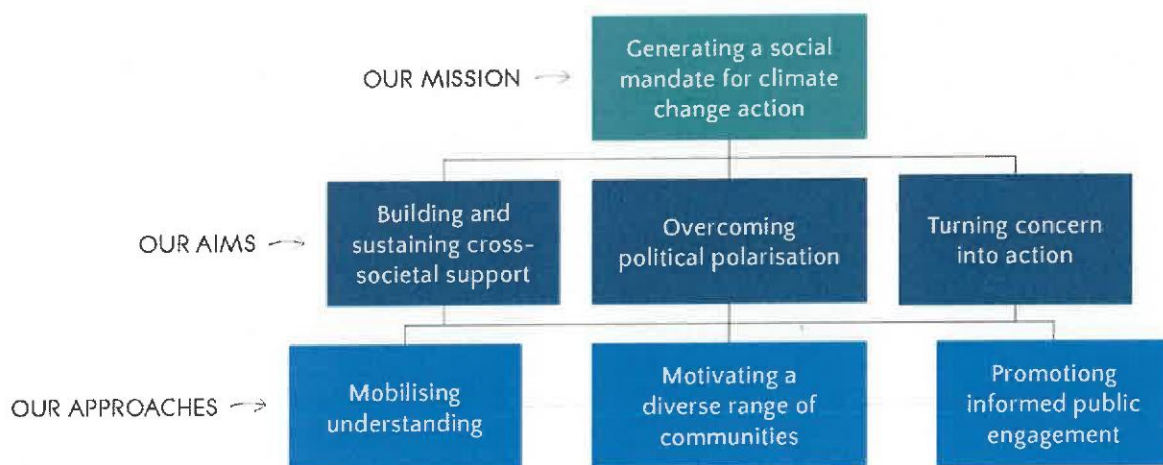 OUR MISSION
Generating a social
mandate for climate
change action
OUR AIMS
Building and
sustaining cross-
societal support
Overcoming
political polarisation
Turning concern
into action
OUR APPROACHES
Mobilising
understanding
Motivating a
diverse range of
communities
Promotiong
informed public
engagement